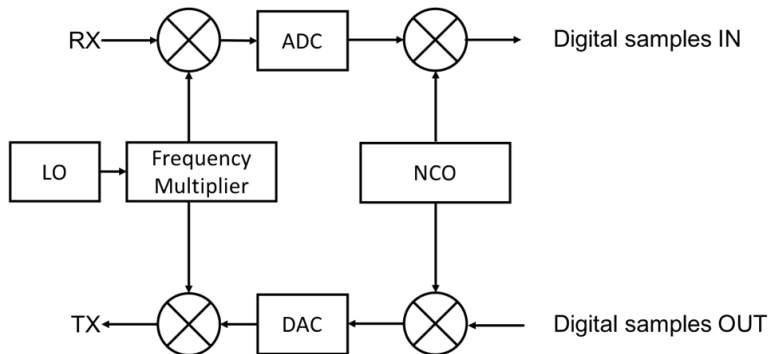 RX
ADC
Digital samples IN
LO
Frequency
Multiplier
NCO
TX
DAC
Digital samples OUT